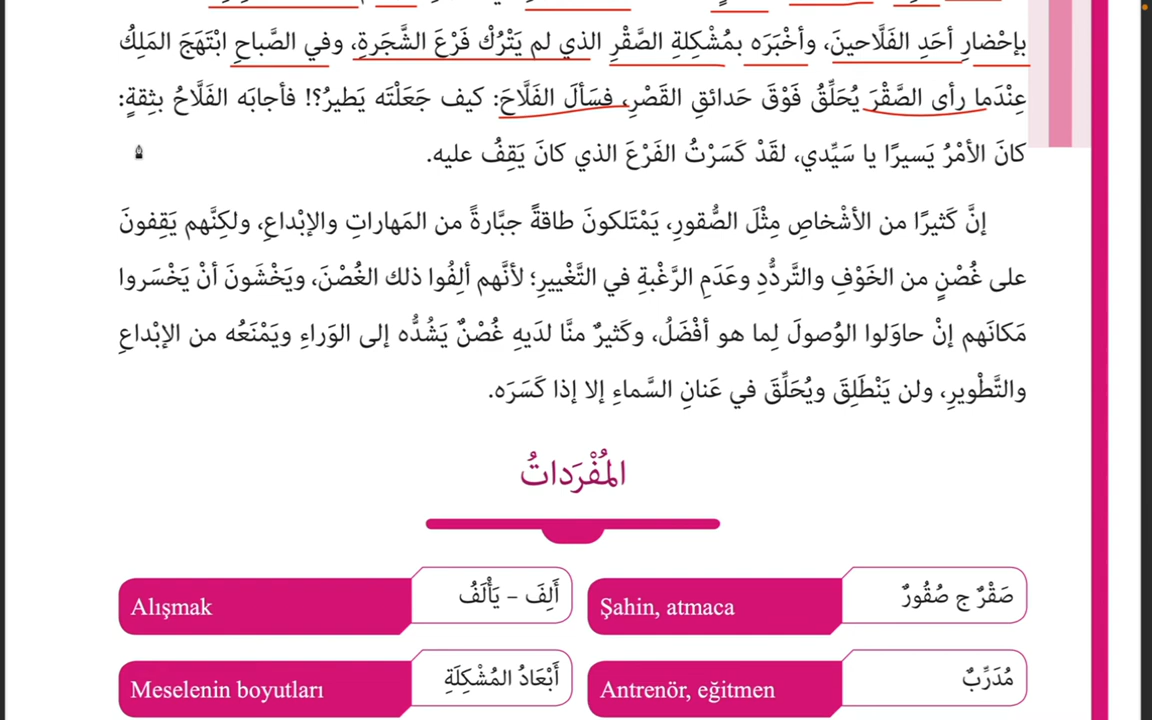 بإحْضارِ أحَدِ الفَلَّاحينَ، وأخْبَرَه بمُشْكِلةِ الصَّقْرِ الذي لم يَتْرُكْ فَرْعَ الشَّجَرةِ، وفي الصَّباحِ ابْتَهَجَ المَلِكُ
عِنْدَما رأى الصَّقْرَ يُحَلِّقُ فَوْقَ حَدائقِ القَصْرِ، فسَألَ الفَلَّاحَ: كيف جَعَلْتَه يَطيرُ؟! فأجابَه الفَلَّاحُ بثِقةٍ:
كانَ الأمْرُ يَسيرًا يا سَيِّدي، لقَدْ كَسَرْتُ الفَرْعَ الذي كانَ يَقِفُ عليه.
إنَّ كَثيرًا من الأشْخاصِ مِثْلَ الصُّقورِ، يَمْتَلكونَ طاقةً جبَّارةً من المَهاراتِ والإبْداعِ، ولكِنَّهم يَقِفونَ
على غُصْنٍ من الخَوْفِ والتَّردُّدِ وعَدَمِ الرَّغْبةِ في التَّغْييرِ؛ لأنَّهم ألِفُوا ذلك الغُصْنَ، ويَخْشَونَ أنْ يَخْسَروا
مَكانَهم إنْ حاوَلوا الوُصولَ لِما هو أفْضَلُ، وكَثيرٌ منَّا لدَيهِ غُصْنٌ يَشُدُّه إلى الوَراءِ ويَمْنَعُه من الإبْداعِ
والتَّطْويرِ، ولن يَنْطَلِقَ ويُحَلِّقَ في عَنانِ السَّماءِ إلا إذا كَسَرَه.
المُفْرَداتُ
صَقْرٌ ج صُقُورٌ
Şahin, atmaca
أَلِفَ – يَأْلَفُ
Alışmak
مُدَرِّبٌ
Antrenör, eğitmen
أَبْعَادُ المُشْكِلَةِ
Meselenin boyutları